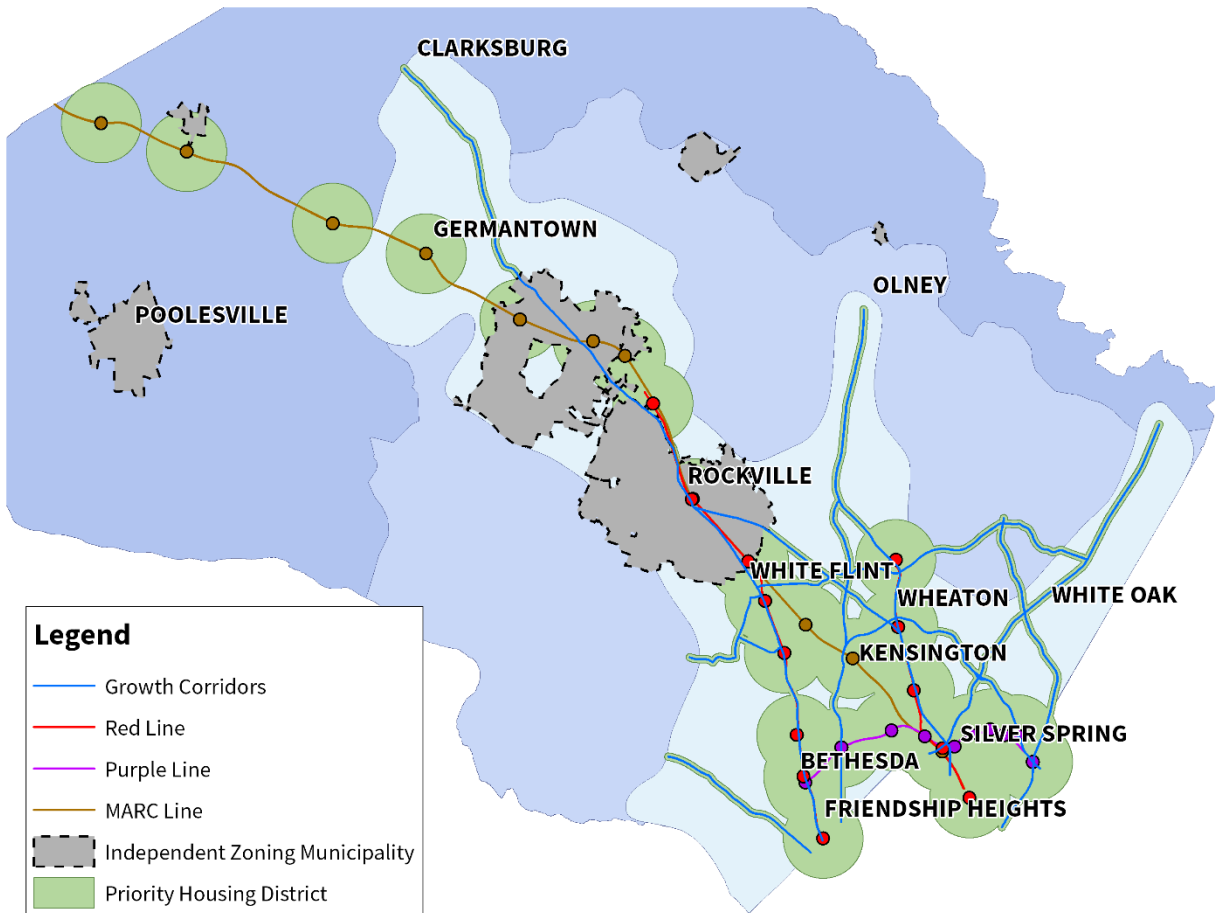 CLARKSBURG
GERMANTOWN
OLNEY
POOLESVILLE
ROCKVILLE
WHITE FLINT
WHEATON
WHITE OAK
KENSINGTON
SILVER SPRING
BETHESDA
FRIENDSHIP HEIGHTS
Legend
Growth Corridors
Red Line
Purple Line
MARC Line
Independent Zoning Municipality
Priority Housing District